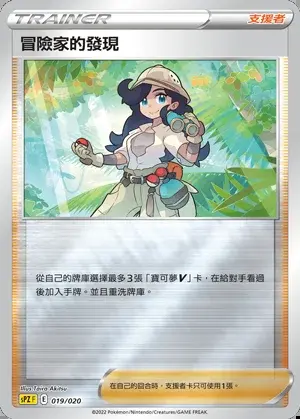 TRAINER
支援者
冒險家的發現
從自己的牌庫選擇最多3張「寶可夢V」卡，在給對手看過
後加入手牌。並且重洗牌庫。
Illus. Taira Akitsu
sPZ F E 019/020
在自己的回合時，支援者卡只可使用1張。
©2022 Pokémon/Nintendo/Creatures/GAME FREAK.